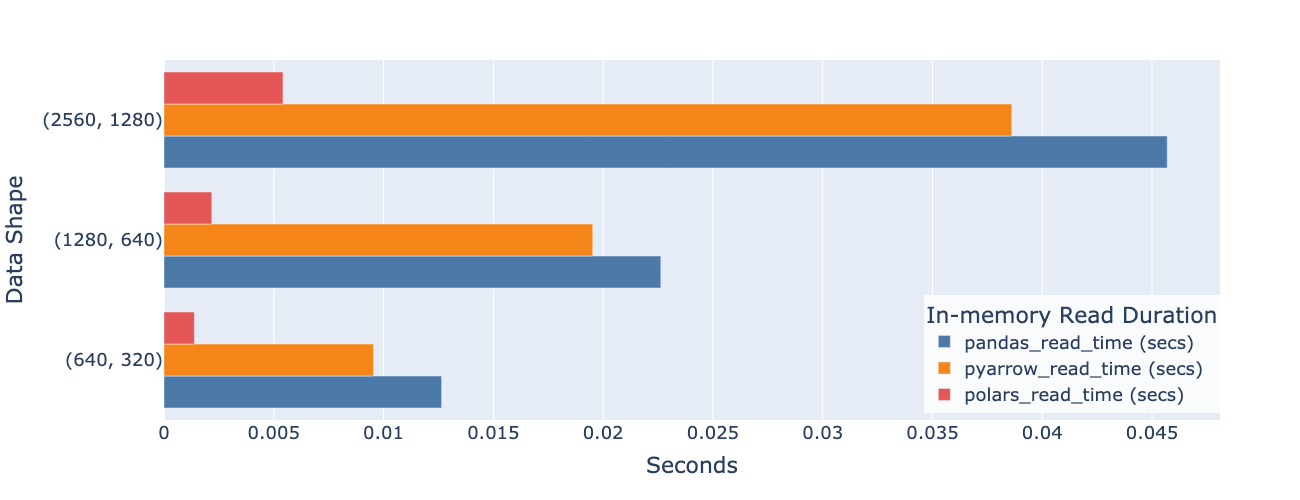 Data Shape
(2560, 1280)
(1280, 640)
(640, 320)
0 0.005 0.01 0.015 0.02 0.025 0.03 0.035 0.04 0.045
Seconds
In-memory Read Duration
pandas_read_time (secs)
pyarrow_read_time (secs)
polars_read_time (secs)